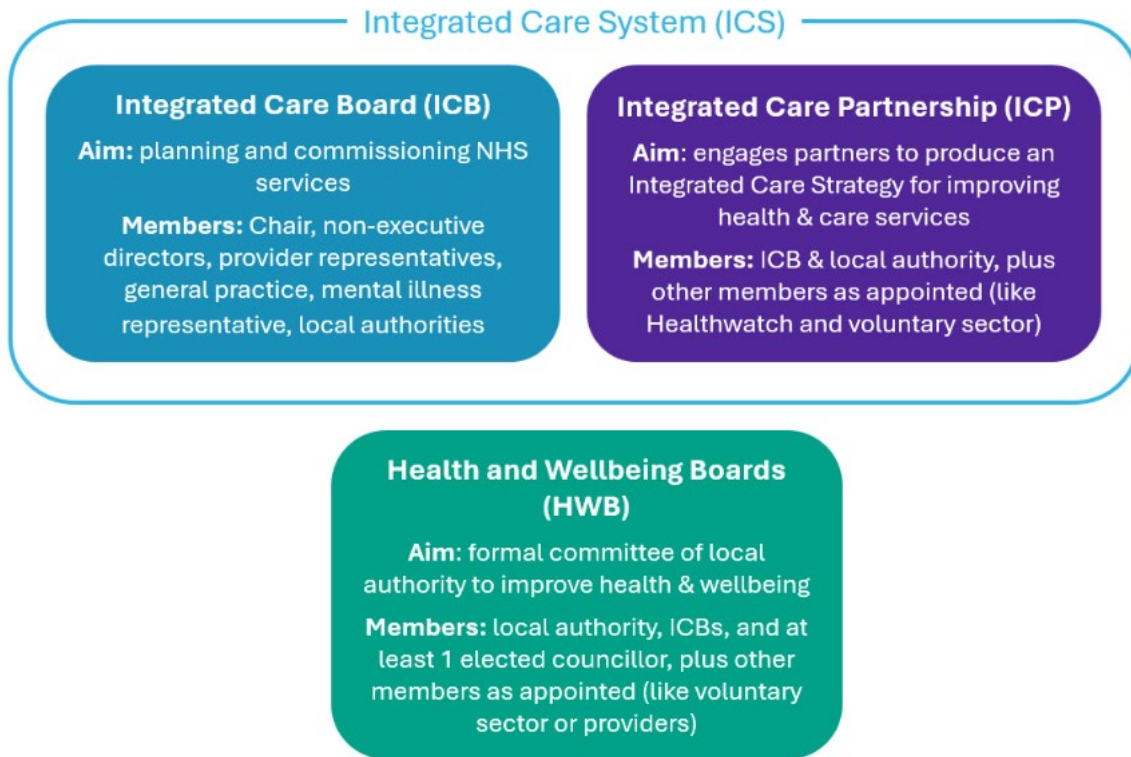 Integrated Care System (ICS)
Integrated Care Board (ICB)
Aim: planning and commissioning NHS
services
Members: Chair, non-executive
directors, provider representatives,
general practice, mental illness
representative, local authorities
Integrated Care Partnership (ICP)
Aim: engages partners to produce an
Integrated Care Strategy for improving
health & care services
Members: ICB & local authority, plus
other members as appointed (like
Healthwatch and voluntary sector)
Health and Wellbeing Boards
(HWB)
Aim: formal committee of local
authority to improve health & wellbeing
Members: local authority, ICBs, and at
least 1 elected councillor, plus other
members as appointed (like voluntary
sector or providers)